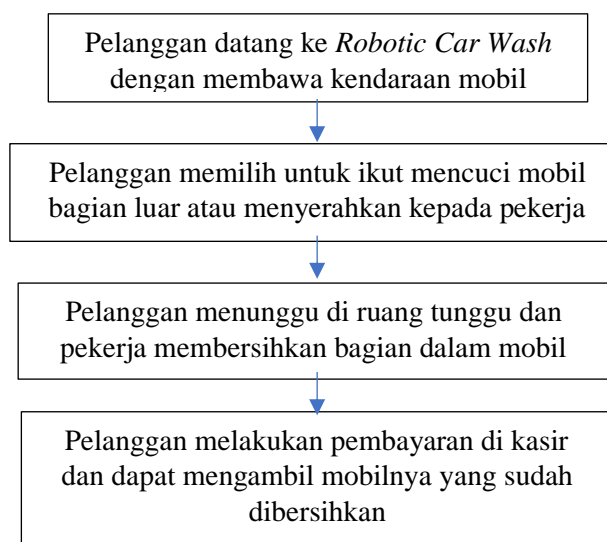 Pelanggan datang ke Robotic Car Wash
dengan membawa kendaraan mobil
Pelanggan memilih untuk ikut mencuci mobil
bagian luar atau menyerahkan kepada pekerja
Pelanggan menunggu di ruang tunggu dan
pekerja membersihkan bagian dalam mobil
Pelanggan melakukan pembayaran di kasir
dan dapat mengambil mobilnya yang sudah
dibersihkan